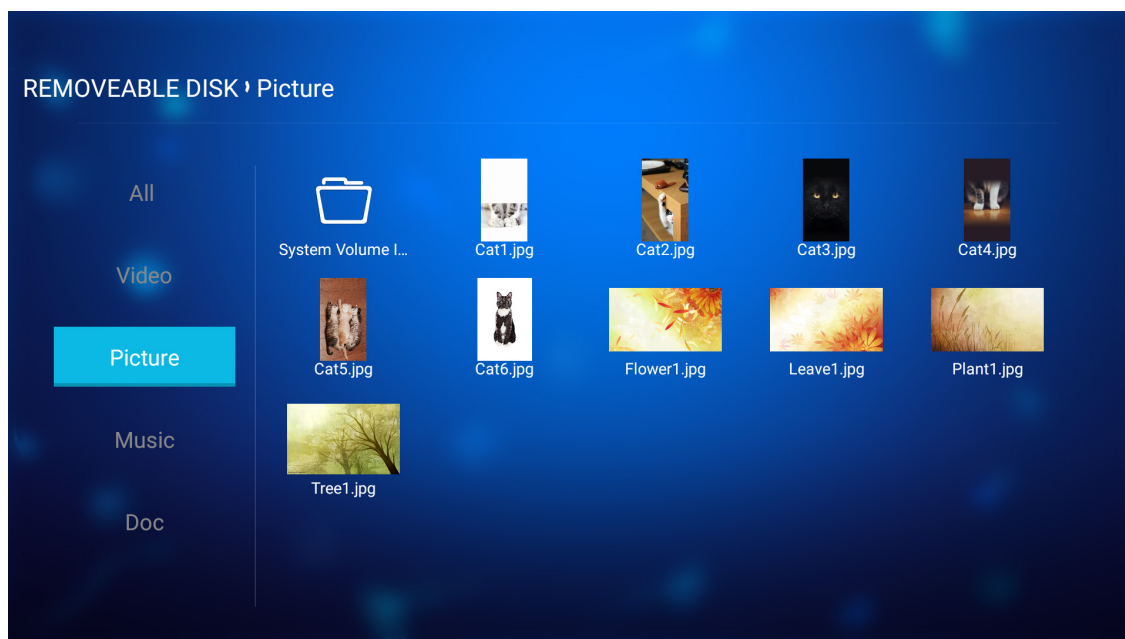 REMOVEABLE DISK Picture
All
Video
Picture
Music
Doc
System Volume I...
Cat1.jpg
Cat2.jpg
Cat3.jpg
Cat4.jpg
Cat5.jpg
Cat6.jpg
Flower1.jpg
Leave1.jpg
Plant1.jpg
Tree1.jpg